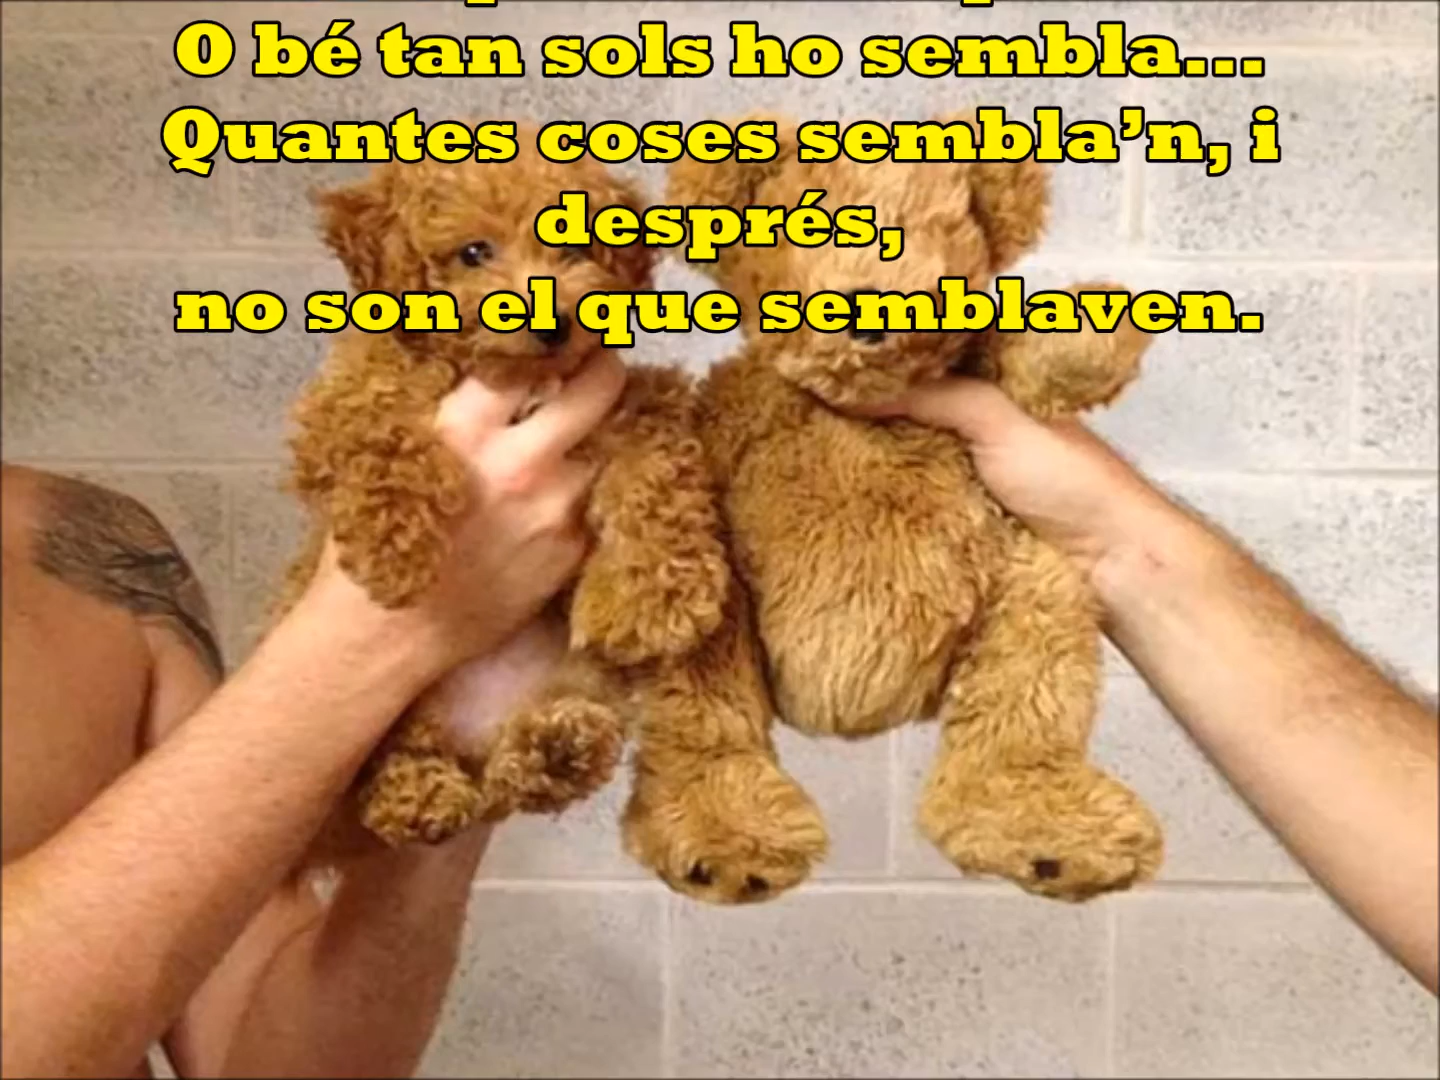 O bé tan sols ho sembla...
Quantes coses sembla’n, i
després,
no son el que semblaven.